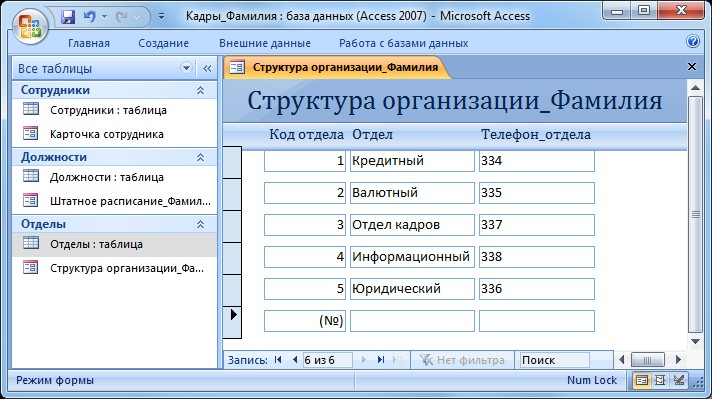 Кадры_Фамилия : база данных (Access 2007) - Microsoft Access
Главная Создание Внешние данные Работа с базами данных
Все таблицы
Сотрудники
Сотрудники : таблица
Карточка сотрудника
Должности
Должности : таблица
Штатное расписание_Фамил...
Отделы
Отделы : таблица
Структура организации_Фа...
Структура организации_Фамилия
Структура организации_Фамилия
Код отдела Отдел Телефон_отдела
1 Кредитный 334
2 Валютный 335
3 Отдел кадров 337
4 Информационный 338
5 Юридический 336
(№)
Запись: 6 из 6 Нет фильтра Поиск
Режим формы Num Lock